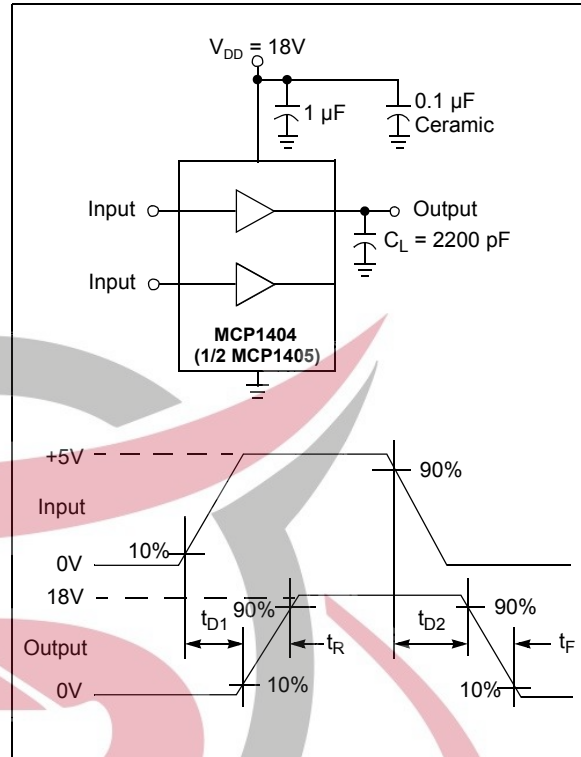 V_DD = 18V
1 µF
0.1 µF
Ceramic
Input
Output
C_L = 2200 pF
Input
MCP1404
(1/2 MCP1405)
+5V
90%
Input
10%
0V
18V
90%
t_D1
t_R
t_D2
90%
t_F
Output
10%
10%
0V